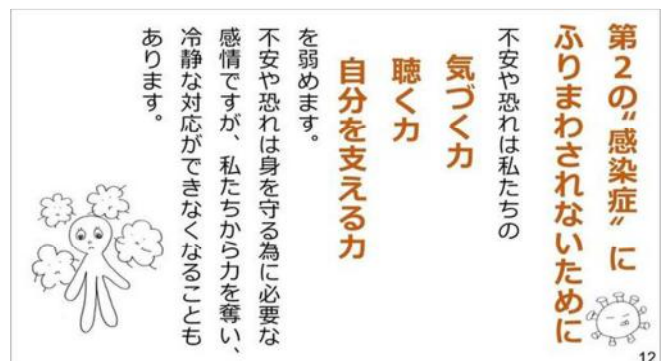 第2の”感染症”に
ふりまわされないために
不安や恐れは私たちの
気づく力
聴く力
自分を支える力
を弱めます。
不安や恐れは身を守る為に必要な
感情ですが、私たちから力を奪い、
冷静な対応ができなくなることも
あります。
12